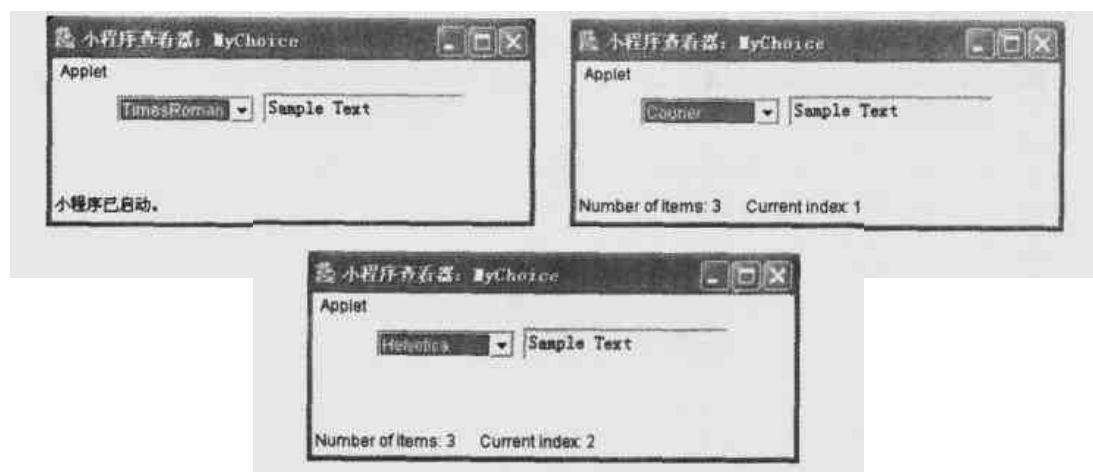 小程序查看器: MyChoice
Applet
TimesRoman
Sample Text
小程序已启动。
小程序查看器: MyChoice
Applet
Courier
Sample Text
Number of items: 3 Current index: 1
小程序查看器: MyChoice
Applet
Helvetica
Sample Text
Number of items: 3 Current index: 2